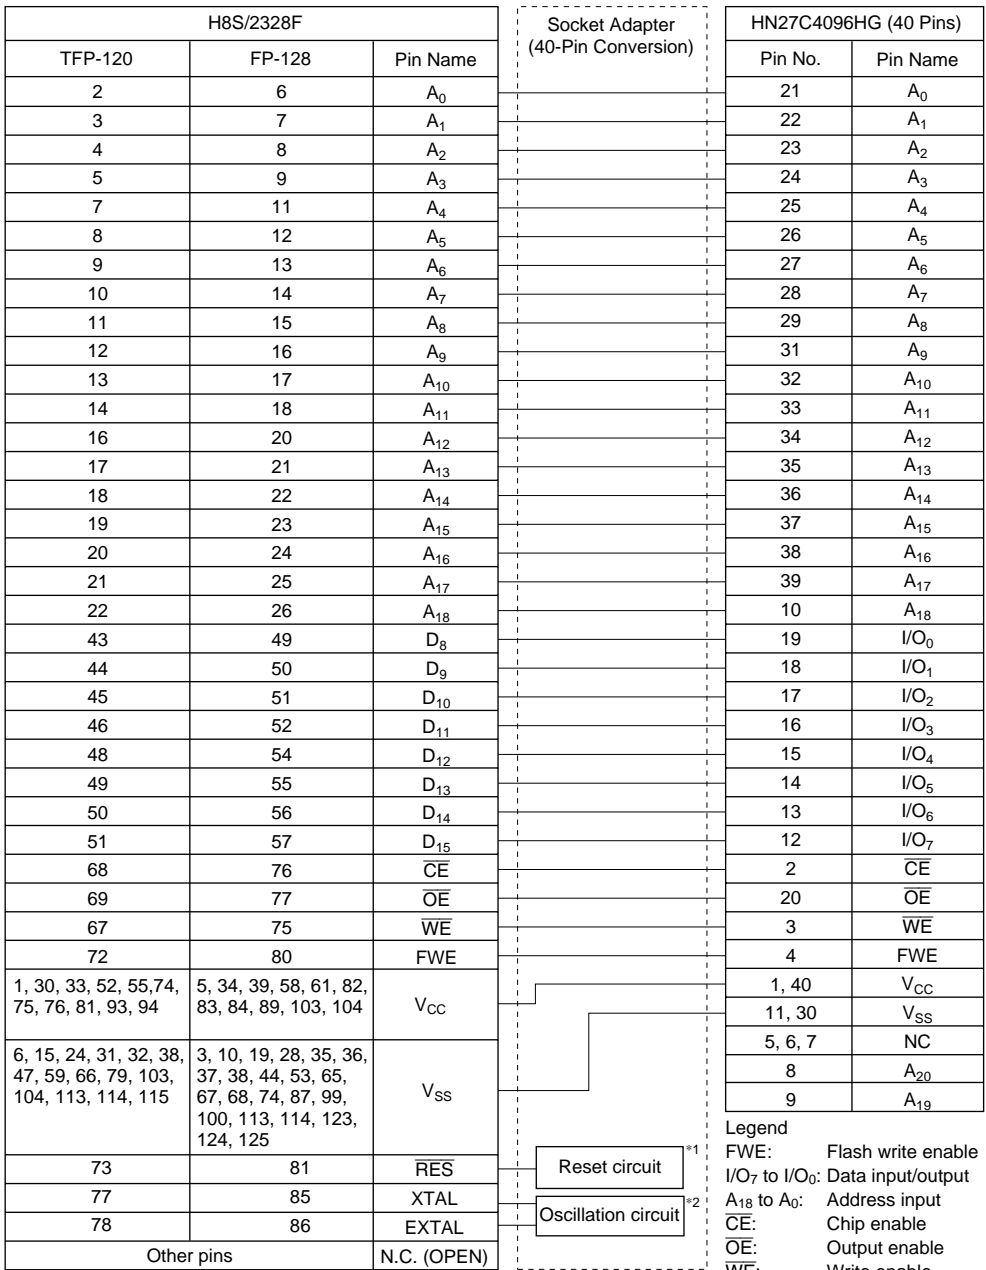 H8S/2328F
TFP-120 FP-128 Pin Name
2 6 A0
3 7 A1
4 8 A2
5 9 A3
7 11 A4
8 12 A5
9 13 A6
10 14 A7
11 15 A8
12 16 A9
13 17 A10
14 18 A11
16 20 A12
17 21 A13
18 22 A14
19 23 A15
20 24 A16
21 25 A17
22 26 A18
43 49 D8
44 50 D9
45 51 D10
46 52 D11
48 54 D12
49 55 D13
50 56 D14
51 57 D15
68 76 CE
69 77 OE
67 75 WE
72 80 FWE
1, 30, 33, 52, 55,74,
75, 76, 81, 93, 94
5, 34, 39, 58, 61, 82,
83, 84, 89, 103, 104
VCC
6, 15, 24, 31, 32, 38,
47, 59, 66, 79, 103,
104, 113, 114, 115
3, 10, 19, 28, 35, 36,
37, 38, 44, 53, 65,
67, 68, 74, 87, 99,
100, 113, 114, 123,
124, 125
VSS
73 81 RES
77 85 XTAL
78 86 EXTAL
Other pins N.C. (OPEN)
Socket Adapter
(40-Pin Conversion)
Reset circuit *1
Oscillation circuit *2
HN27C4096HG (40 Pins)
Pin No. Pin Name
21 A0
22 A1
23 A2
24 A3
25 A4
26 A5
27 A6
28 A7
29 A8
31 A9
32 A10
33 A11
34 A12
35 A13
36 A14
37 A15
38 A16
39 A17
10 A18
19 I/O0
18 I/O1
17 I/O2
16 I/O3
15 I/O4
14 I/O5
13 I/O6
12 I/O7
2 CE
20 OE
3 WE
4 FWE
1, 40 VCC
11, 30 VSS
5, 6, 7 NC
8 A20
9 A19
Legend
FWE: Flash write enable
I/O7 to I/O0: Data input/output
A18 to A0: Address input
CE: Chip enable
OE: Output enable
WE: Write enable